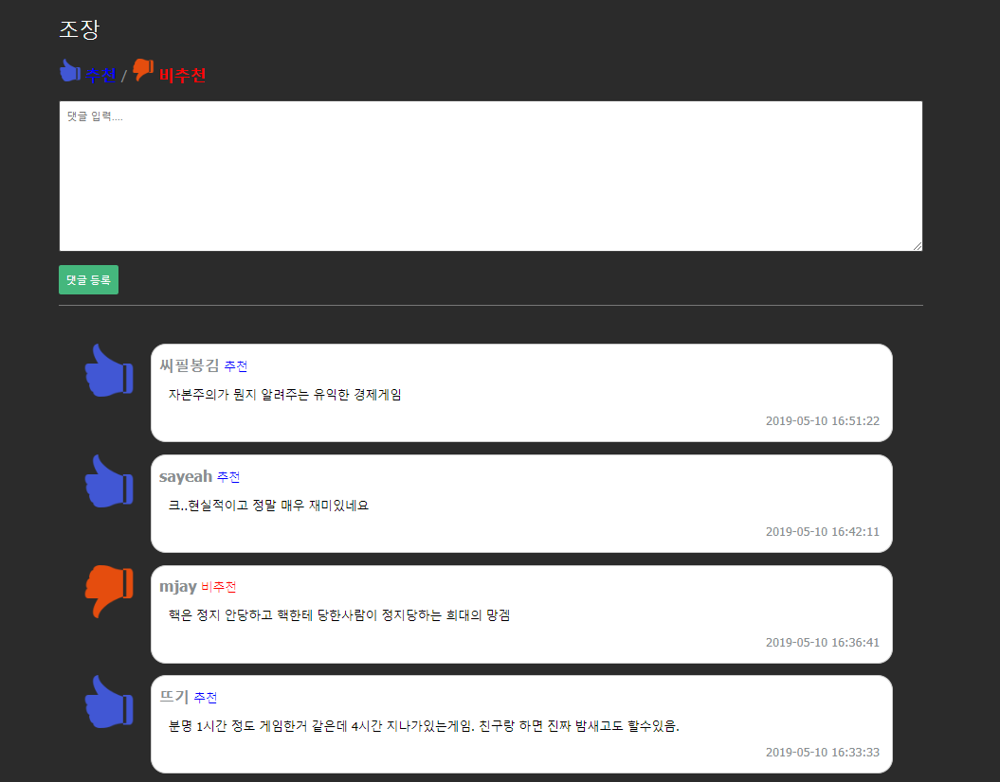 조장
추천 / 비추천
댓글 입력....
댓글 등록
씨필봉김 추천
자본주의가 뭔지 알려주는 유익한 경제게임
2019-05-10 16:51:22
sayeah 추천
크..현실적이고 정말 매우 재미있네요
2019-05-10 16:42:11
mjay 비추천
핵은 정지 안당하고 핵한테 당한사람이 정지당하는 희대의 망겜
2019-05-10 16:36:41
뜨기 추천
분명 1시간 정도 게임한거 같은데 4시간 지나가있는게임. 친구랑 하면 진짜 밤새고도 할수있음.
2019-05-10 16:33:33